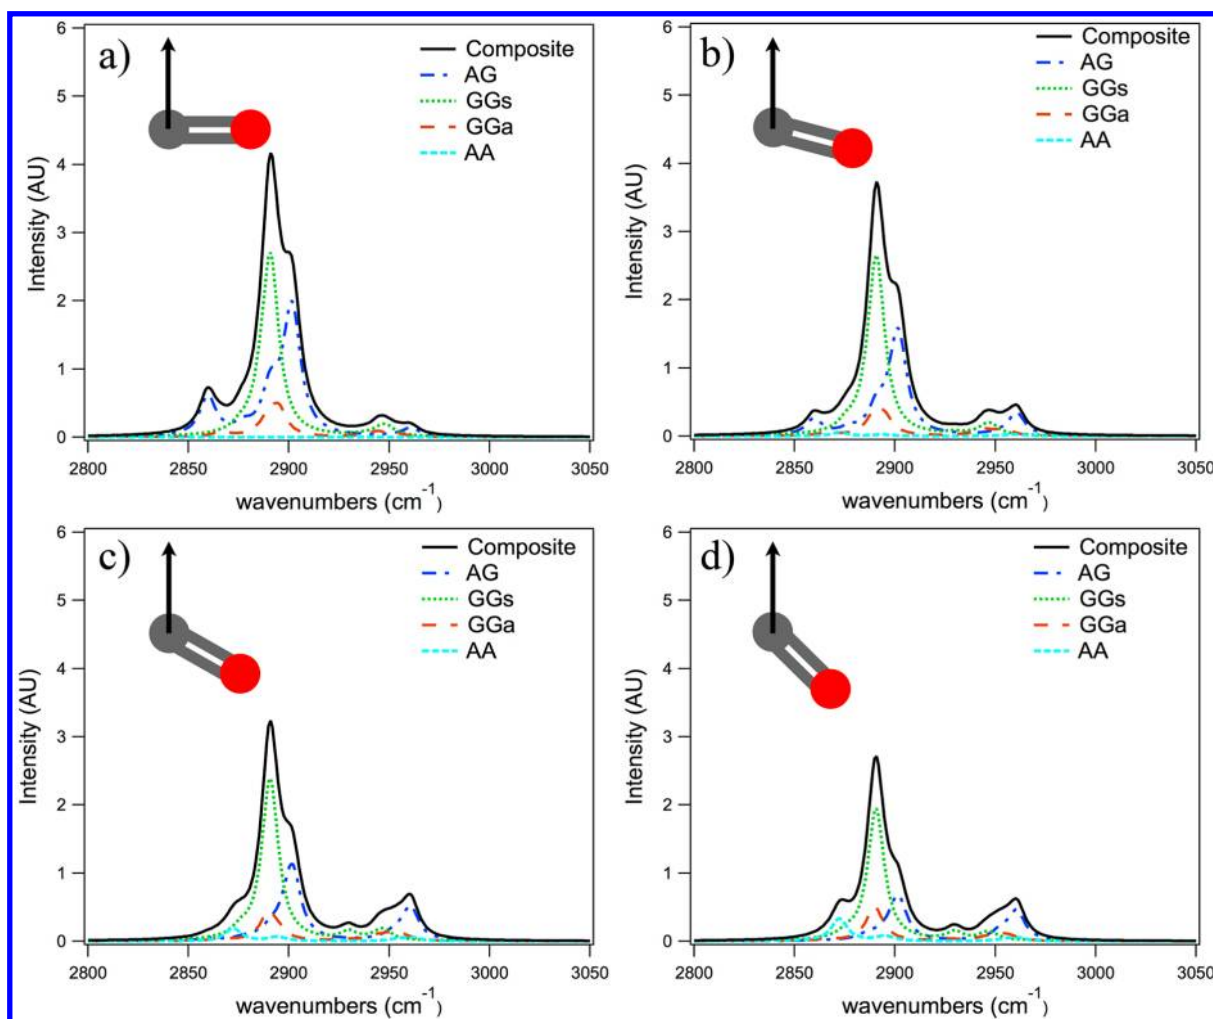 a)
Composite
AG
GGs
GGa
AA
Intensity (AU)
6
5
4
3
2
1
0
2800 2850 2900 2950 3000 3050
wavenumbers (cm-1)
b)
Composite
AG
GGs
GGa
AA
Intensity (AU)
6
5
4
3
2
1
0
2800 2850 2900 2950 3000 3050
wavenumbers (cm-1)
c)
Composite
AG
GGs
GGa
AA
Intensity (AU)
6
5
4
3
2
1
0
2800 2850 2900 2950 3000 3050
wavenumbers (cm-1)
d)
Composite
AG
GGs
GGa
AA
Intensity (AU)
6
5
4
3
2
1
0
2800 2850 2900 2950 3000 3050
wavenumbers (cm-1)